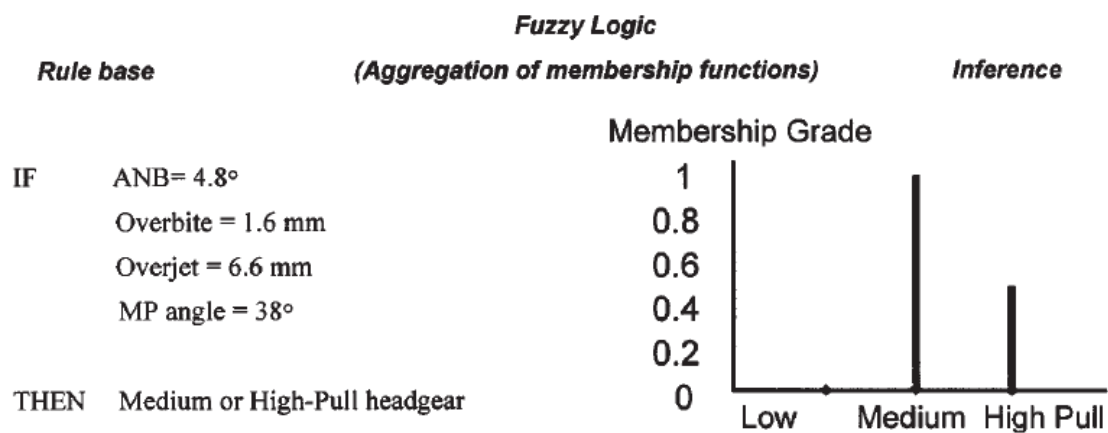 Fuzzy Logic
Rule base (Aggregation of membership functions) Inference
Membership Grade
IF ANB= 4.8°
Overbite = 1.6 mm
Overjet = 6.6 mm
MP angle = 38°
THEN Medium or High-Pull headgear
1
0.8
0.6
0.4
0.2
0
Low Medium High Pull